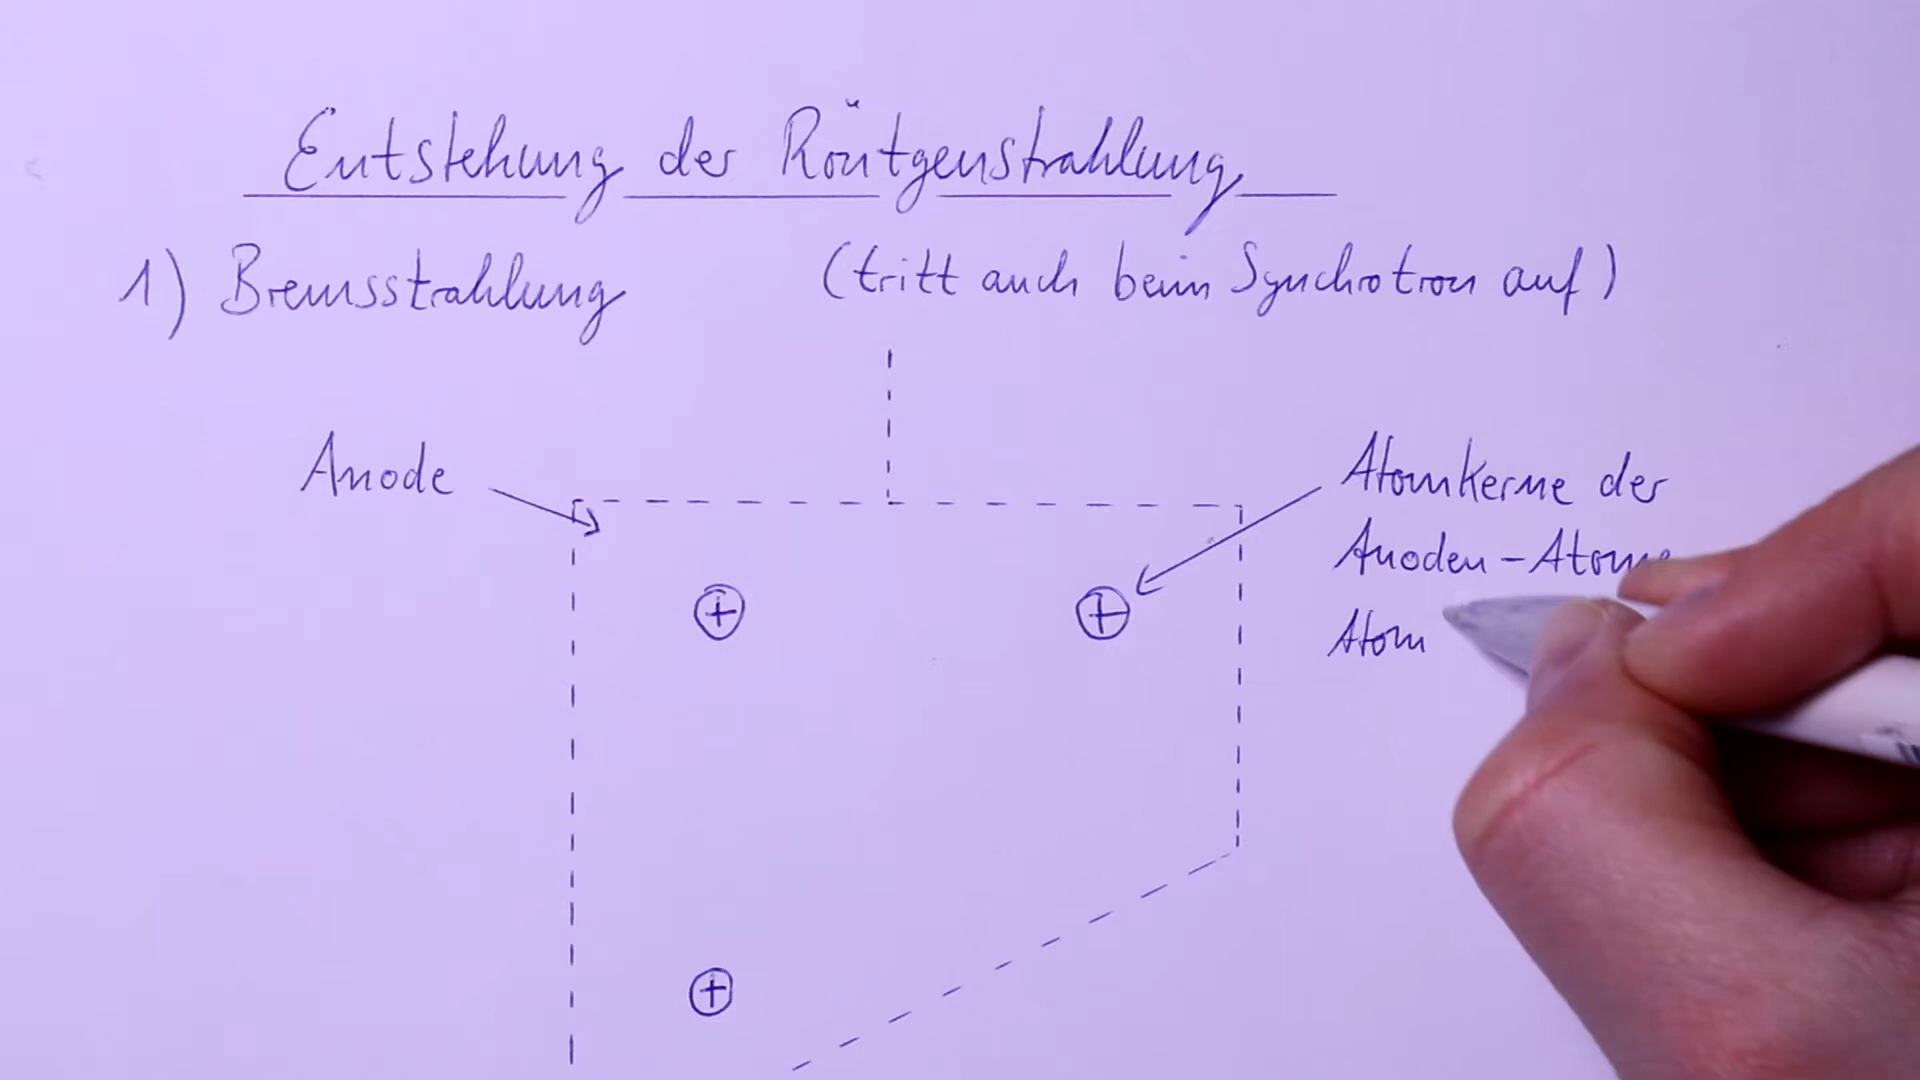 Entstehung der Röntgenstrahlung
1) Bremsstrahlung (tritt auch beim Synchrotron auf)
Anode
Atomkerne der
Anoden-Atome
Atom
+
+
+